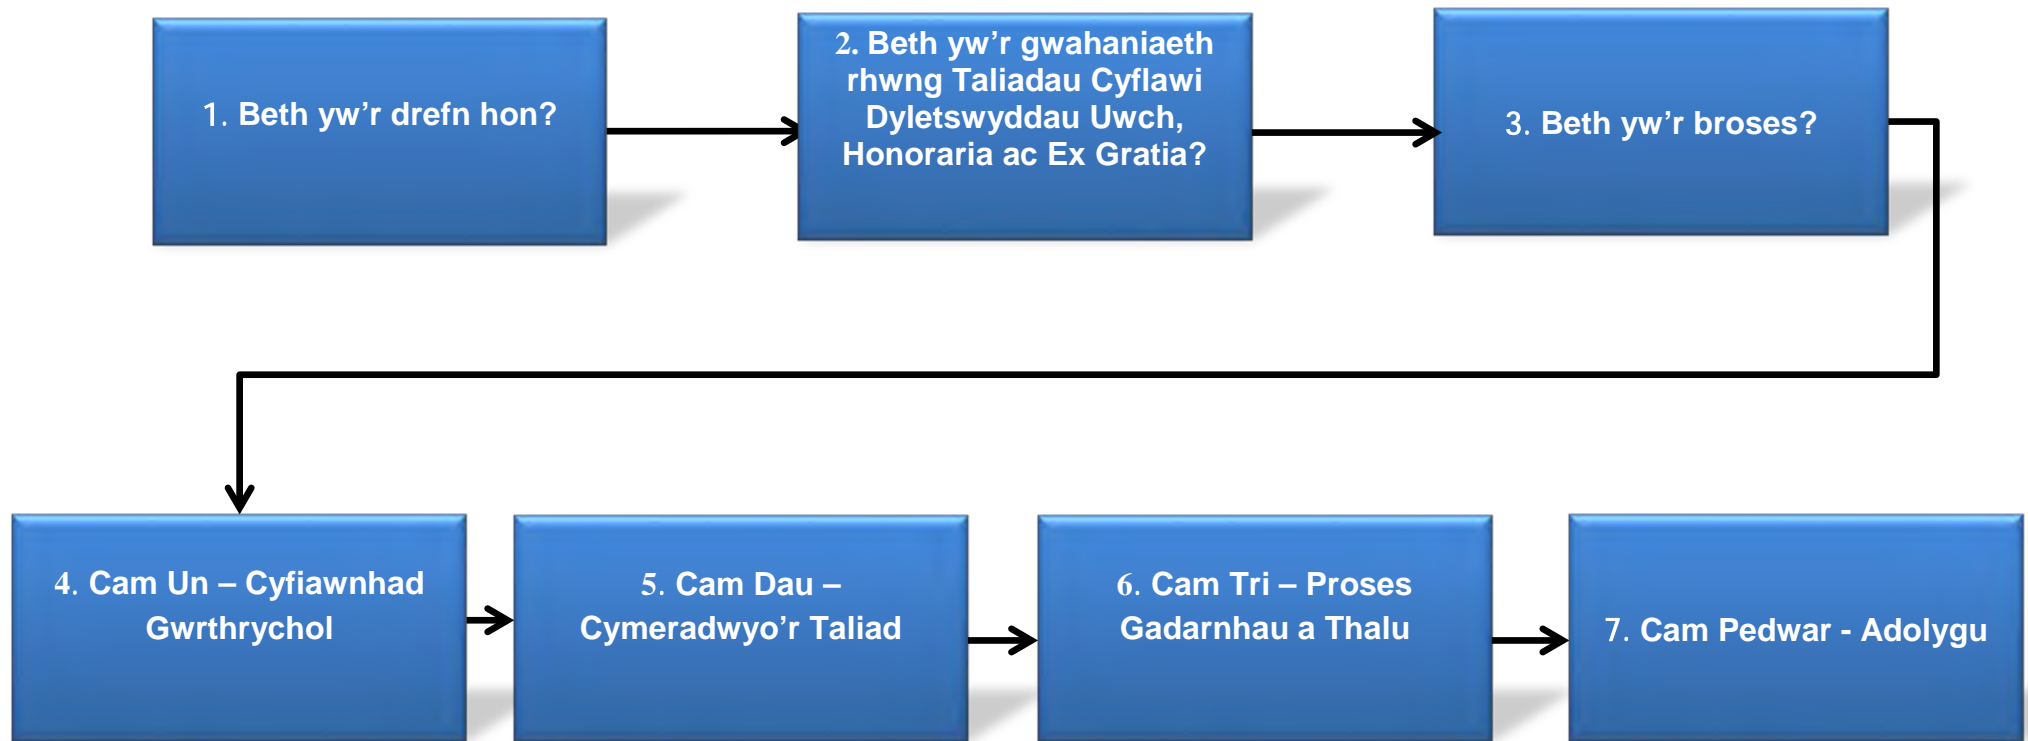 1. Beth yw’r drefn hon?
2. Beth yw’r gwahaniaeth
rhwng Taliadau Cyflawi
Dyletswyddau Uwch,
Honoraria ac Ex Gratia?
3. Beth yw’r broses?
4. Cam Un – Cyfiawnhad
Gwrthrychol
5. Cam Dau –
Cymeradwyo’r Taliad
6. Cam Tri – Proses
Gadarnhau a Thalu
7. Cam Pedwar - Adolygu